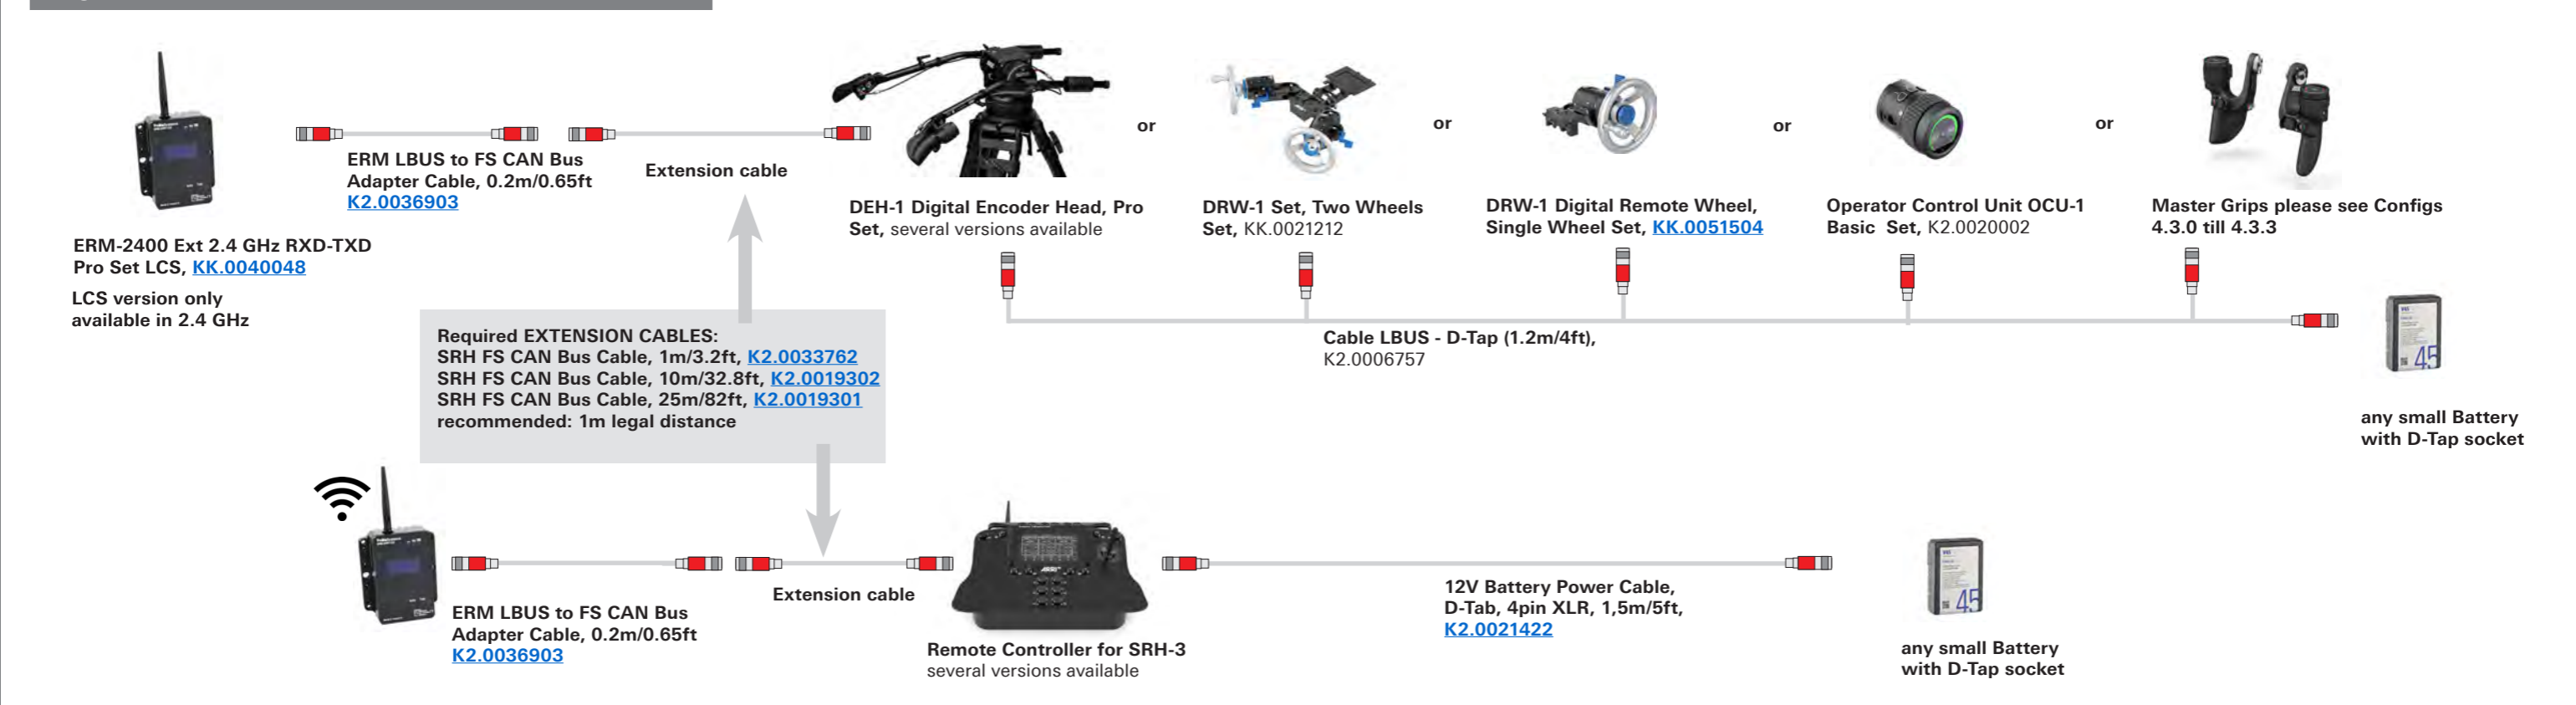 or
or
or
or
ERM LBUS to FS CAN Bus
Adapter Cable, 0.2m/0.65ft
K2.0036903
Extension cable
DEH-1 Digital Encoder Head, Pro
Set, several versions available
DRW-1 Set, Two Wheels
Set, KK.0021212
DRW-1 Digital Remote Wheel,
Single Wheel Set, KK.0051504
Operator Control Unit OCU-1
Basic Set, K2.0020002
Master Grips please see Configs
4.3.0 till 4.3.3
ERM-2400 Ext 2.4 GHz RXD-TXD
Pro Set LCS, KK.0040048
LCS version only
available in 2.4 GHz
Required EXTENSION CABLES:
SRH FS CAN Bus Cable, 1m/3.2ft, K2.0033762
SRH FS CAN Bus Cable, 10m/32.8ft, K2.0019302
SRH FS CAN Bus Cable, 25m/82ft, K2.0019301
recommended: 1m legal distance
Cable LBUS - D-Tap (1.2m/4ft),
K2.0006757
45
any small Battery
with D-Tap socket
ERM LBUS to FS CAN Bus
Adapter Cable, 0.2m/0.65ft
K2.0036903
Extension cable
Remote Controller for SRH-3
several versions available
12V Battery Power Cable,
D-Tab, 4pin XLR, 1,5m/5ft,
K2.0021422
45
any small Battery
with D-Tap socket